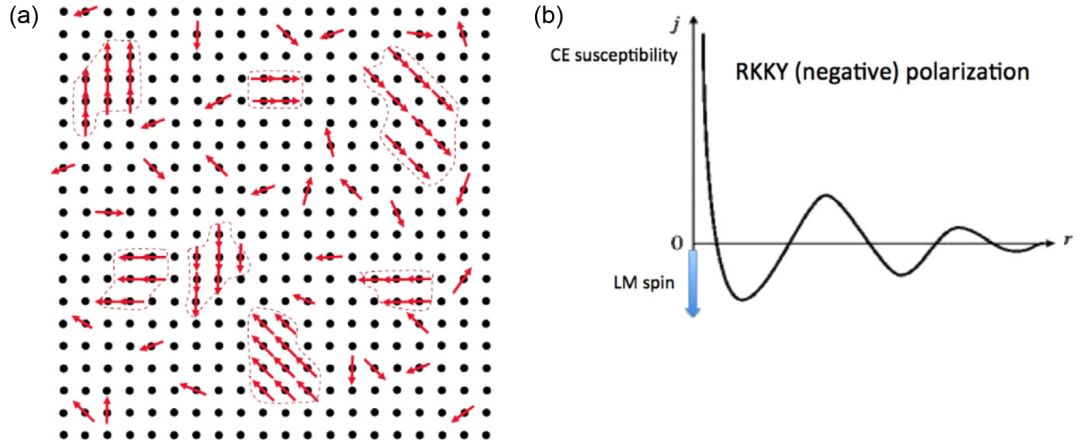 (a)
(b)
j
CE susceptibility
RKKY (negative) polarization
0
r
LM spin